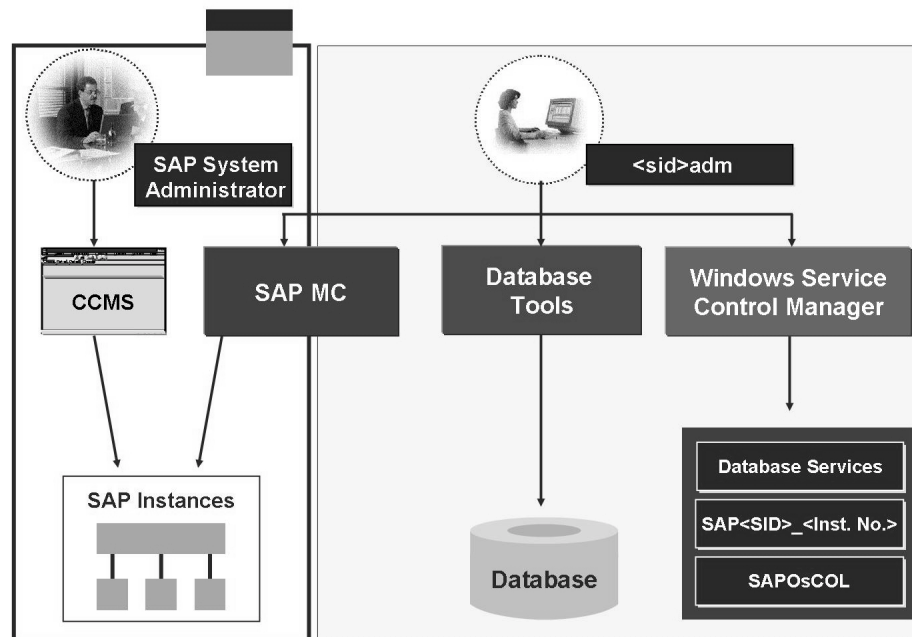 SAP System
Administrator
<sid>adm
CCMS
SAP MC
Database
Tools
Windows Service
Control Manager
SAP Instances
Database
Database Services
SAP<SID>_<Inst. No.>
SAPOsCOL